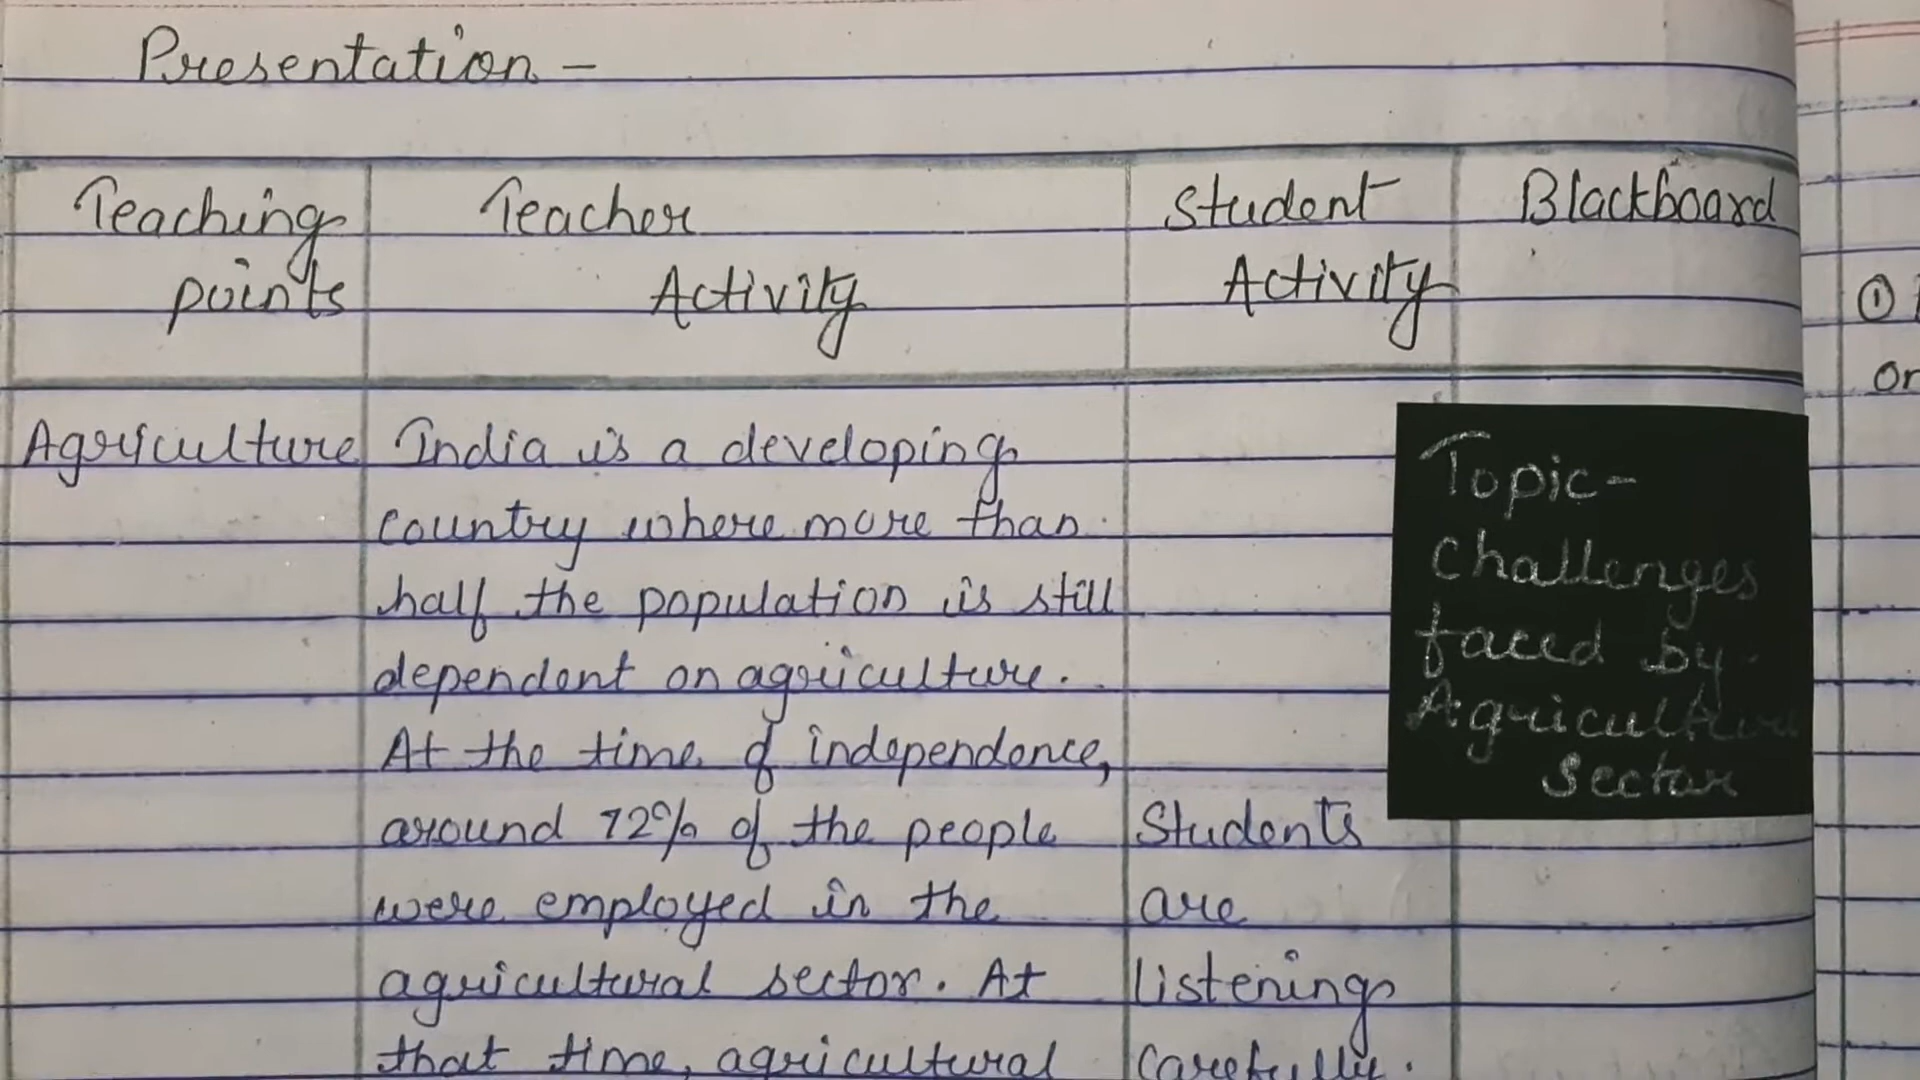 Presentation -
Teaching points
Teacher Activity
Student Activity
Blackboard
Agriculture
India is a developing
country where more than
half the population is still
dependent on agriculture.
At the time of independence,
around 72% of the people
were employed in the
agricultural sector. At
that time, agricultural
Students
are
listening
carefully.
Topic-
Challenges
faced by
Agriculture
Sector
①
or